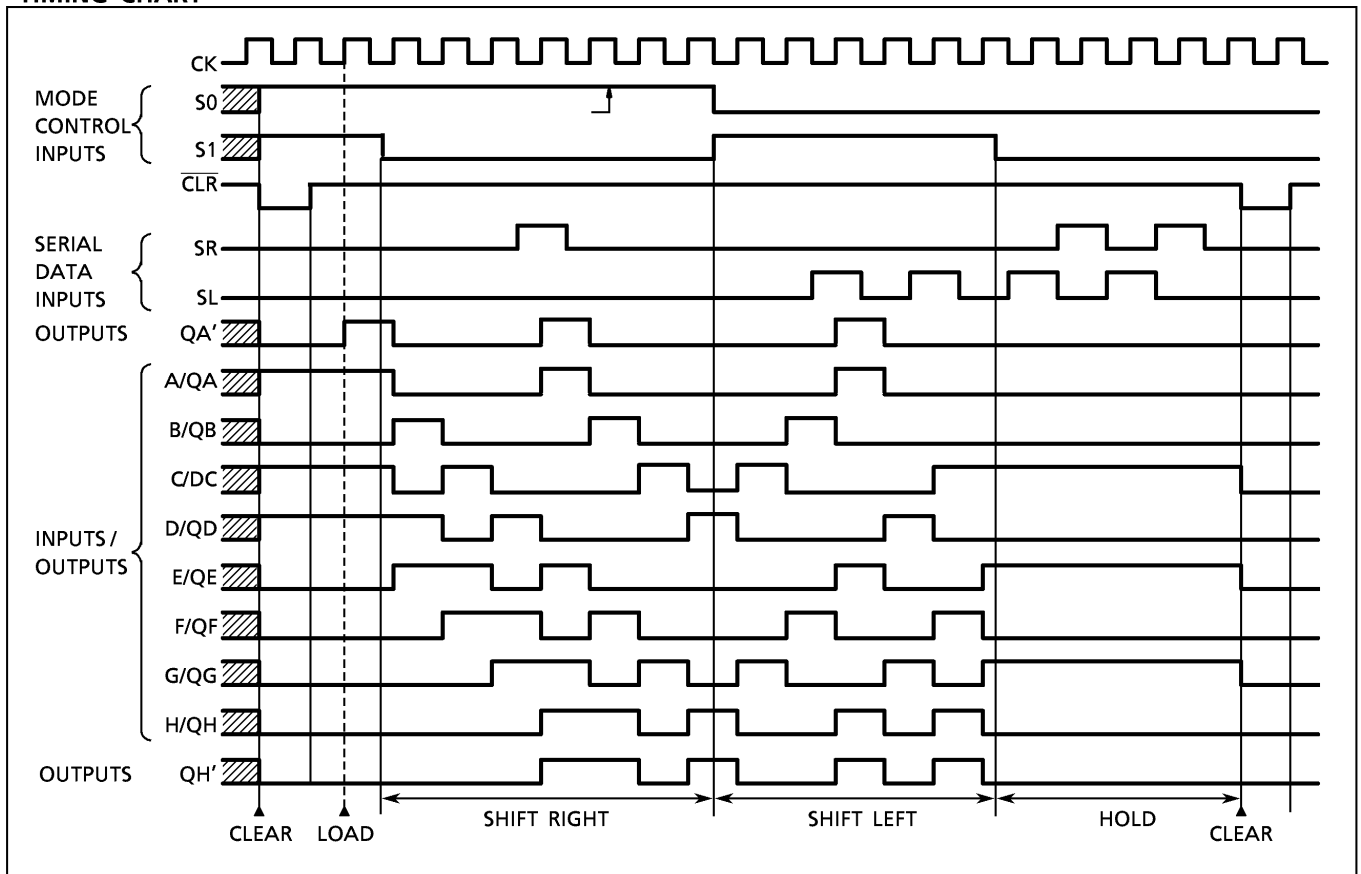 TIMING CHART
CK
MODE
CONTROL
INPUTS
S0
S1
CLR
SERIAL
DATA
INPUTS
SR
SL
OUTPUTS QA′
A/QA
B/QB
C/DC
D/QD
INPUTS /
OUTPUTS
E/QE
F/QF
G/QG
H/QH
OUTPUTS QH′
SHIFT RIGHT SHIFT LEFT HOLD
CLEAR LOAD CLEAR